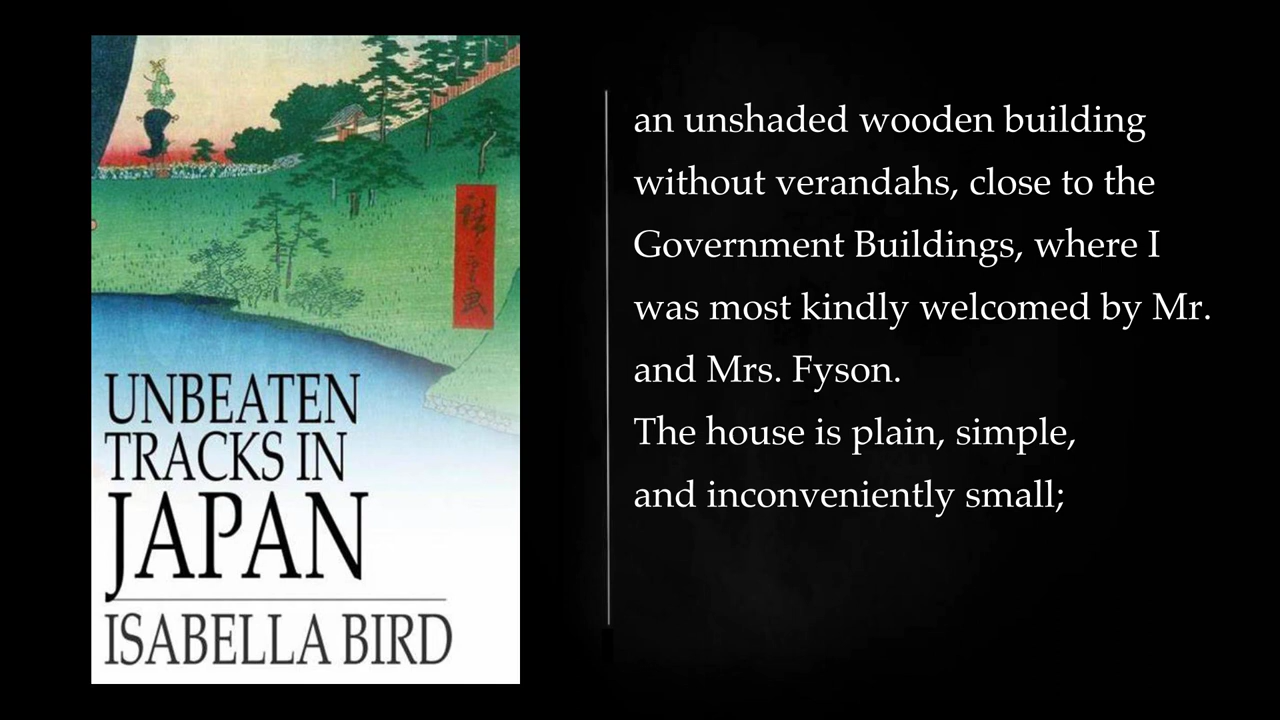 UNBEATEN
TRACKS IN
JAPAN
ISABELLA BIRD
an unshaded wooden building
without verandahs, close to the
Government Buildings, where I
was most kindly welcomed by Mr.
and Mrs. Fyson.
The house is plain, simple,
and inconveniently small;